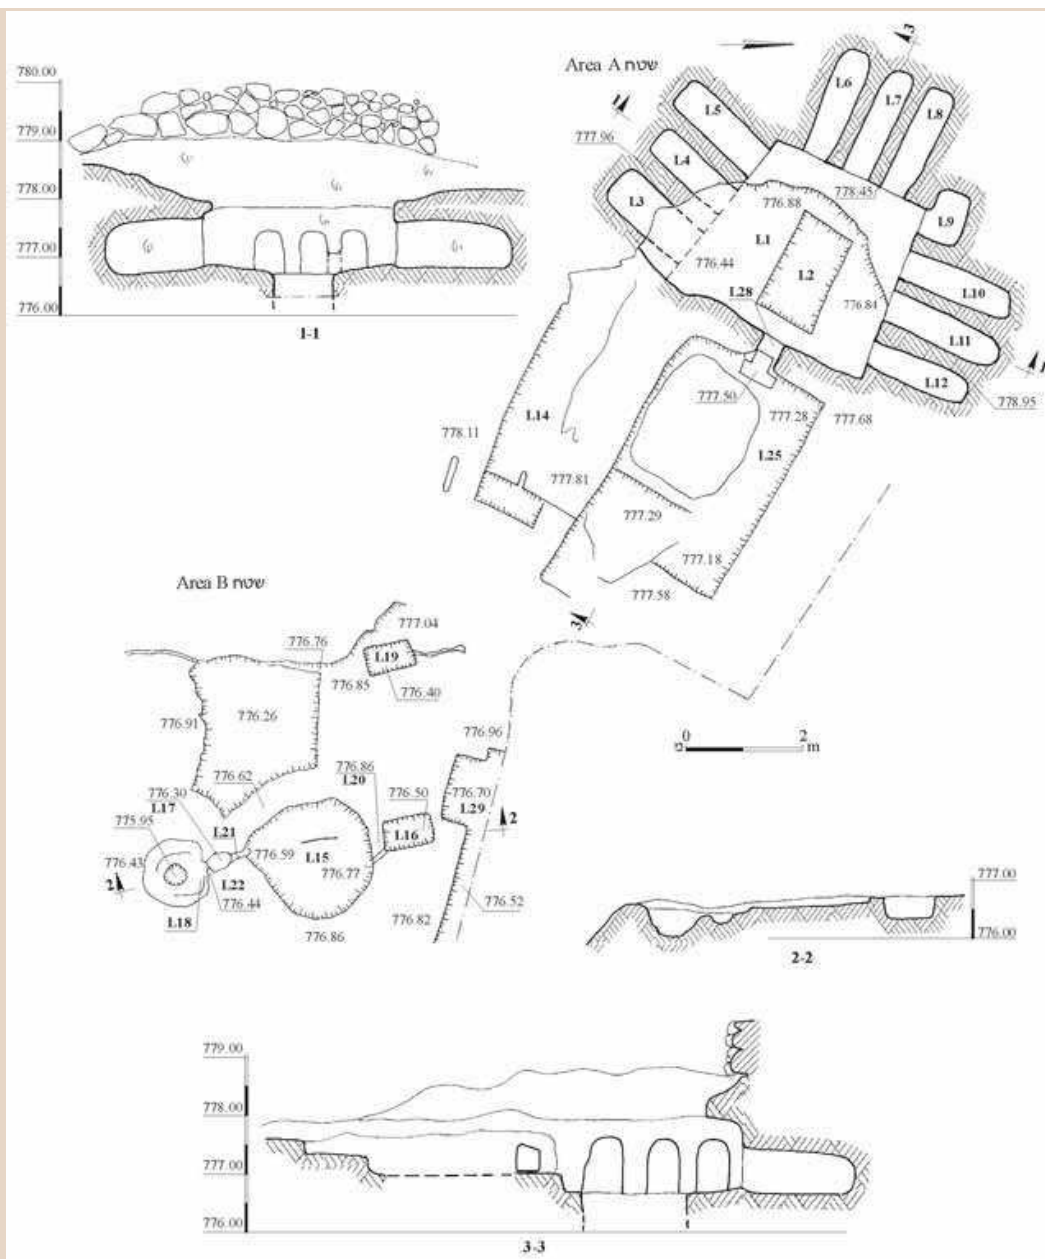 780.00
779.00
778.00
777.00
776.00
1-1
Area A שטח
3
1
777.96
L5
L4
L3
L6
L7
L8
778.45
776.88
L9
L1
L2
776.44
L28
776.84
L10
L11
L12
1
778.95
777.50
777.28
777.68
L14
L25
778.11
777.81
777.29
777.18
777.58
3
Area B שטח
777.04
776.76
L19
776.85
776.40
776.91
776.26
776.96
776.62
776.86
L20
776.30
L17
776.50
776.70
L29
775.95
L21
L16
2
776.59
L15
776.77
776.43
2
L22
776.44
776.52
L18
776.82
776.86
0 2
מ m
777.00
776.00
2-2
779.00
778.00
777.00
776.00
3-3